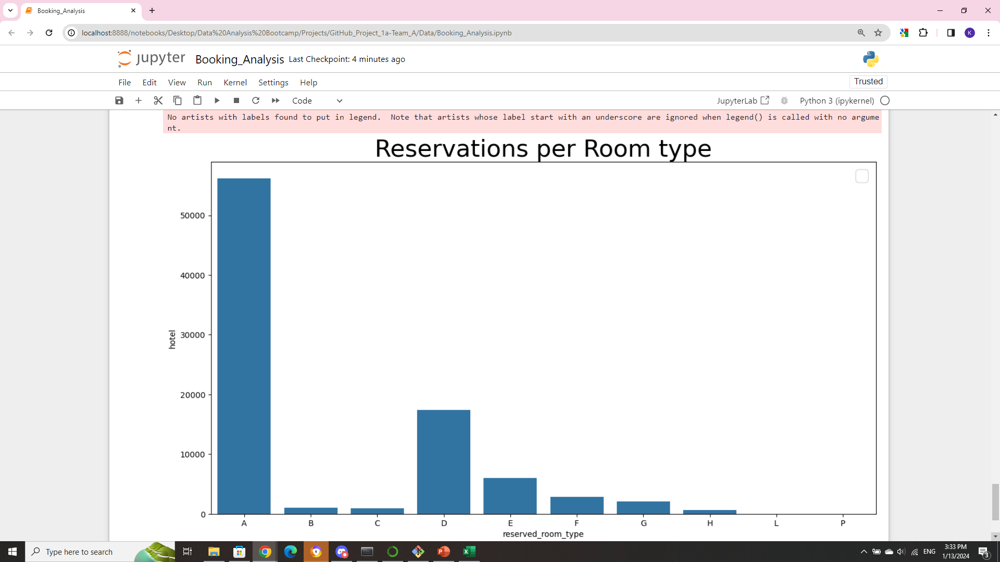 Booking_Analysis
localhost:8888/notebooks/Desktop/Data%20Analysis%20Bootcamp/Projects/GitHub_Project_1a-Team_A/Data/Booking_Analysis.ipynb
K
jupyter Booking_Analysis Last Checkpoint: 4 minutes ago
File Edit View Run Kernel Settings Help Trusted
Code JupyterLab Python 3 (ipykernel)
No artists with labels found to put in legend.  Note that artists whose label start with an underscore are ignored when legend() is called with no argume
nt.
Reservations per Room type
50000
40000
30000
20000
10000
0
hotel
A B C D E F G H L P
reserved_room_type
Type here to search
ENG
3:33 PM
1/13/2024
3